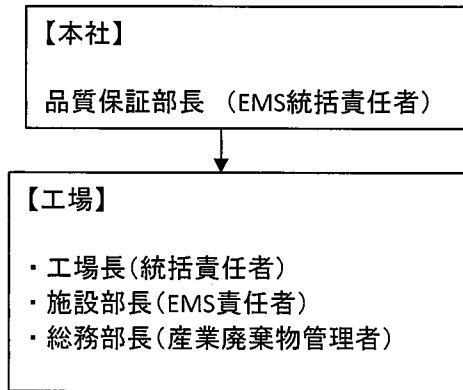 【本社】
品質保証部長 （EMS統括責任者）
【工場】
・工場長(統括責任者)
・施設部長(EMS責任者)
・総務部長(産業廃棄物管理者)